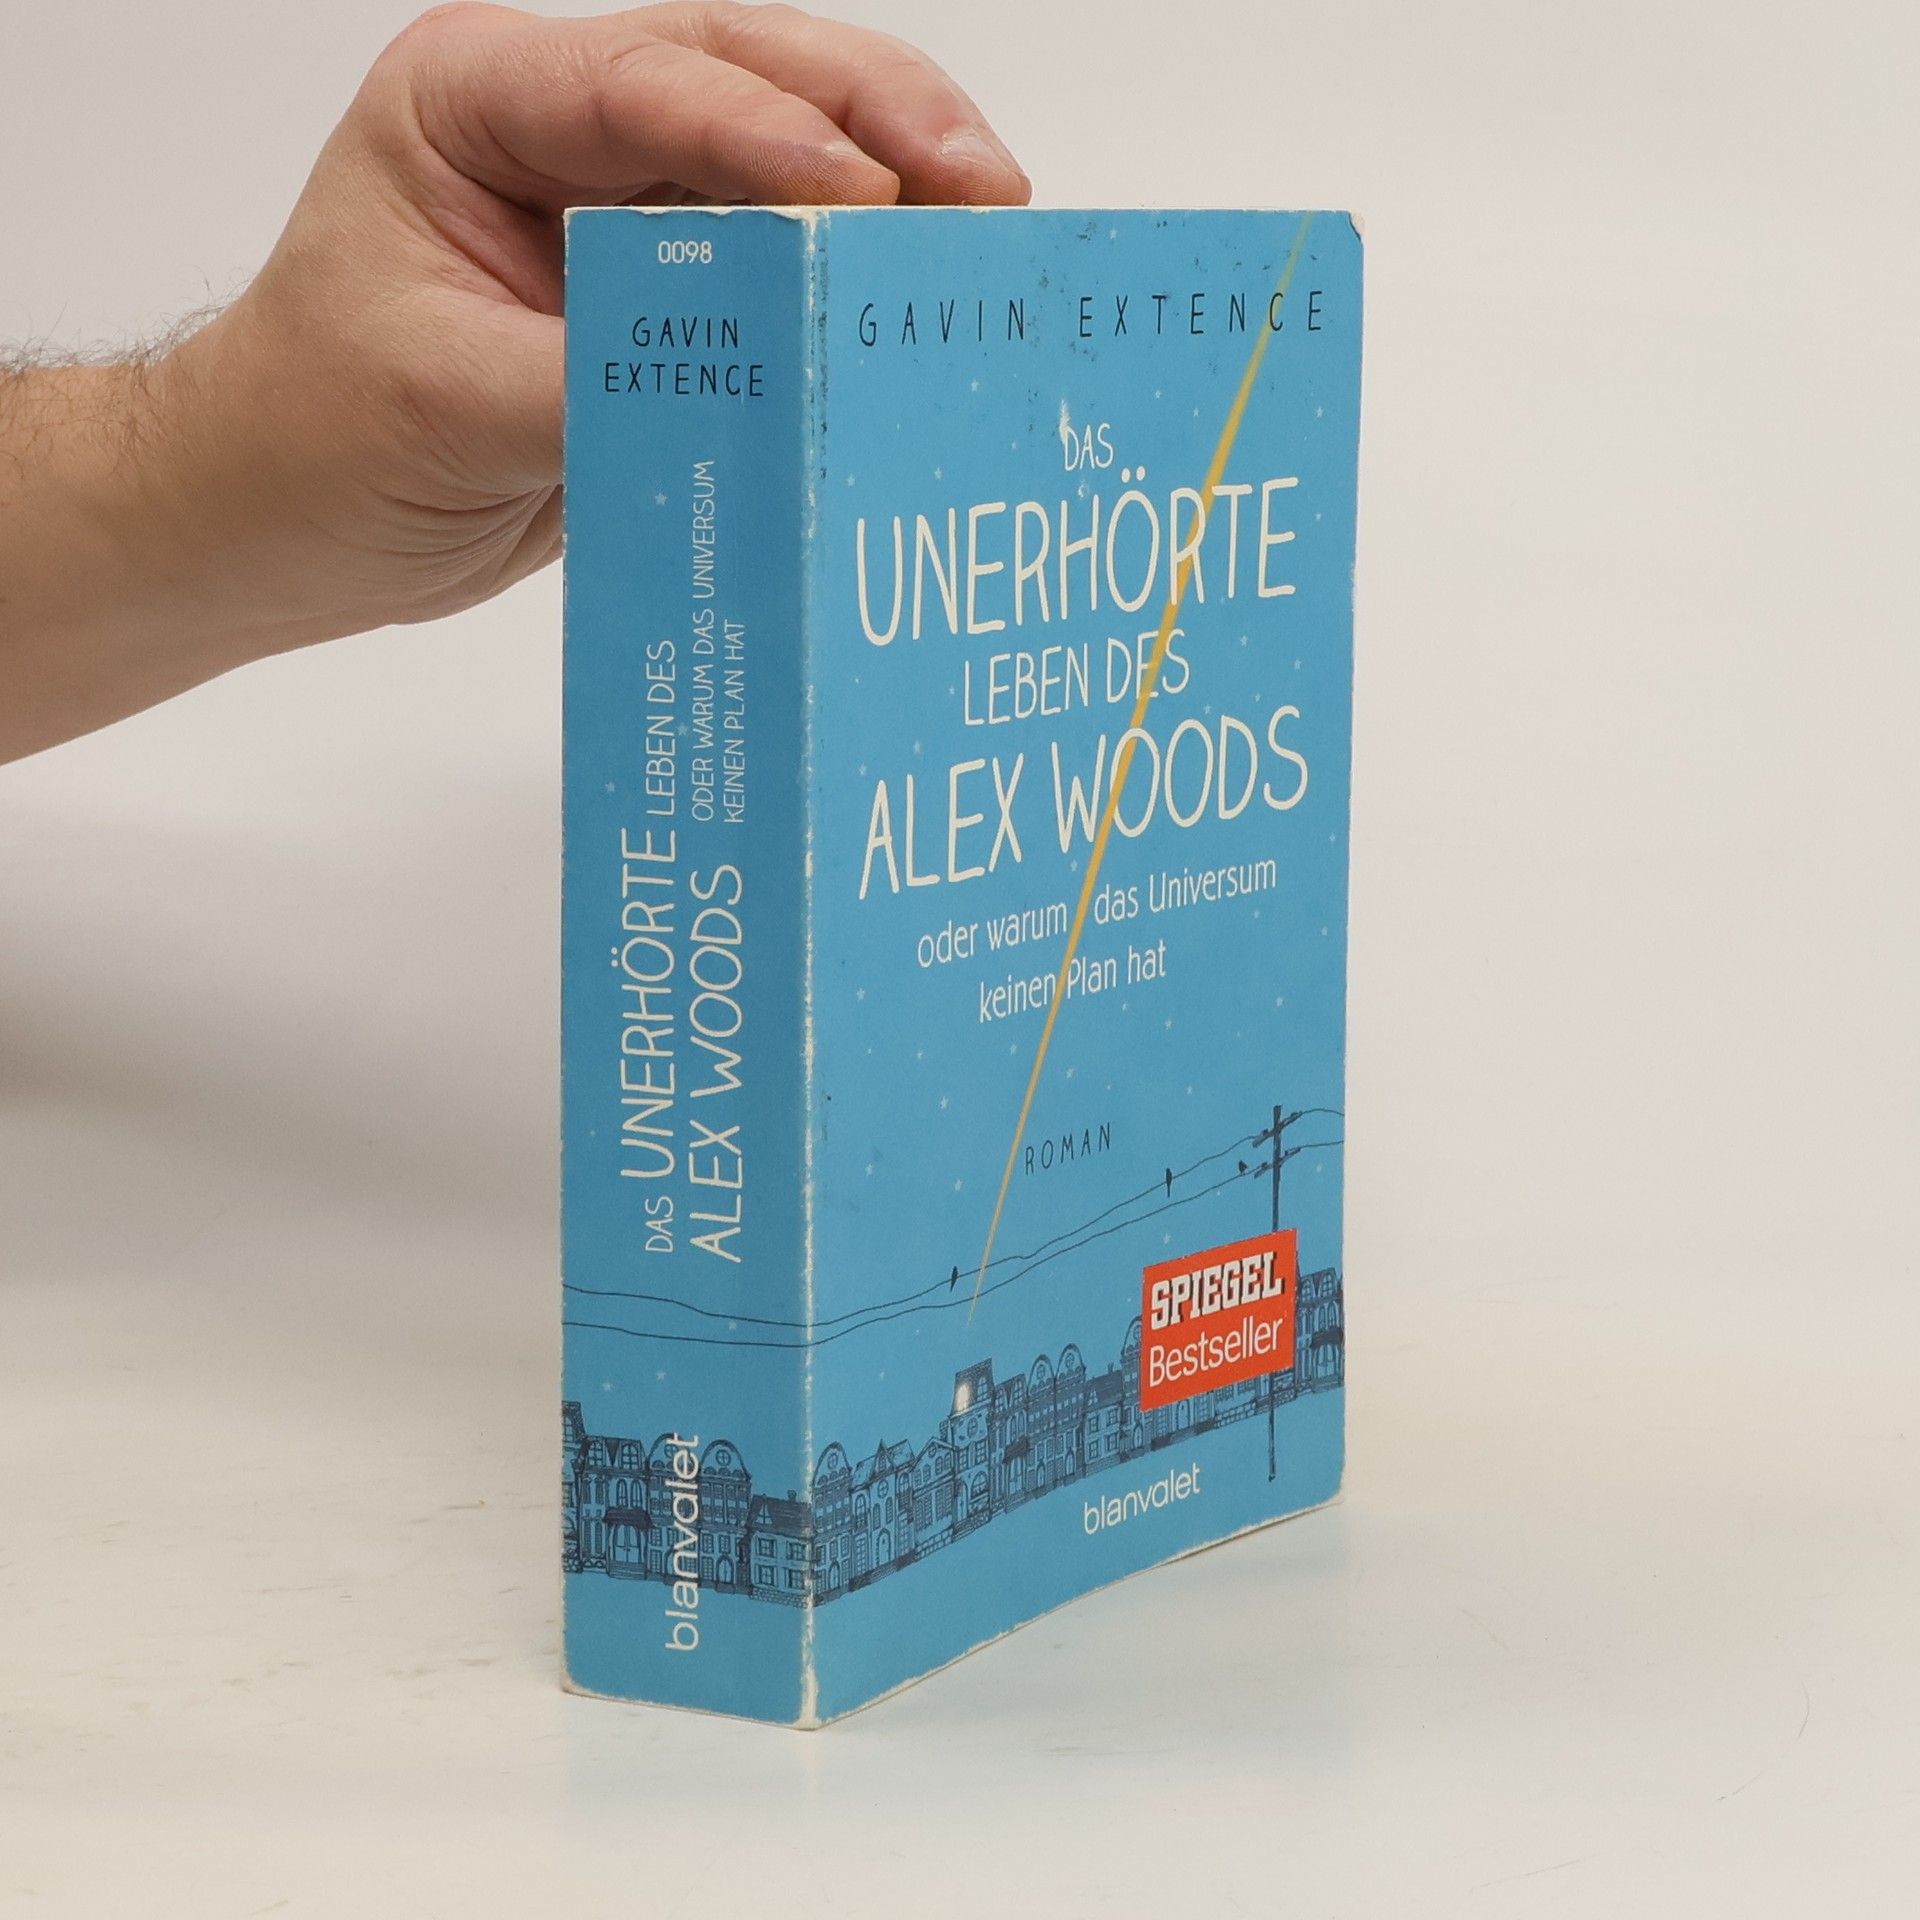 0098
GAVIN
EXTENCE
DAS UNERHÖRTE LEBEN DES
ALEX WOODS
ODER WARUM DAS UNIVERSUM
KEINEN PLAN HAT
blanvalet
GAVIN EXTENCE
DAS
UNERHÖRTE
LEBEN DES
ALEX WOODS
oder warum das Universum
keinen Plan hat
ROMAN
SPIEGEL
Bestseller
blanvalet